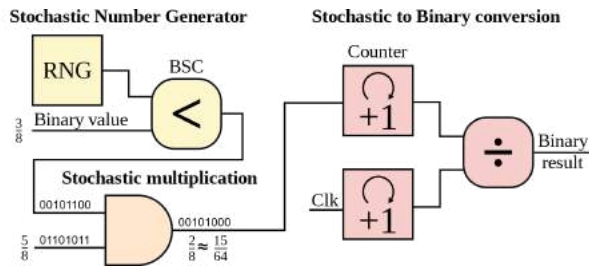 Stochastic Number Generator
Stochastic to Binary conversion
RNG
BSC
<
3/8 Binary value
Counter
+1
÷
Binary
result
Clk
+1
Stochastic multiplication
00101100
5/8 01101011
00101000
2/8 ≈ 15/64